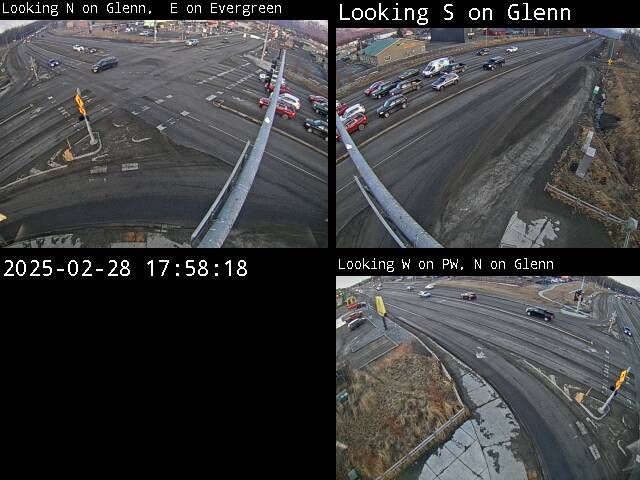 Looking N on Glenn,  E on Evergreen
Looking S on Glenn
2025-02-28 17:58:18
Looking W on PW, N on Glenn